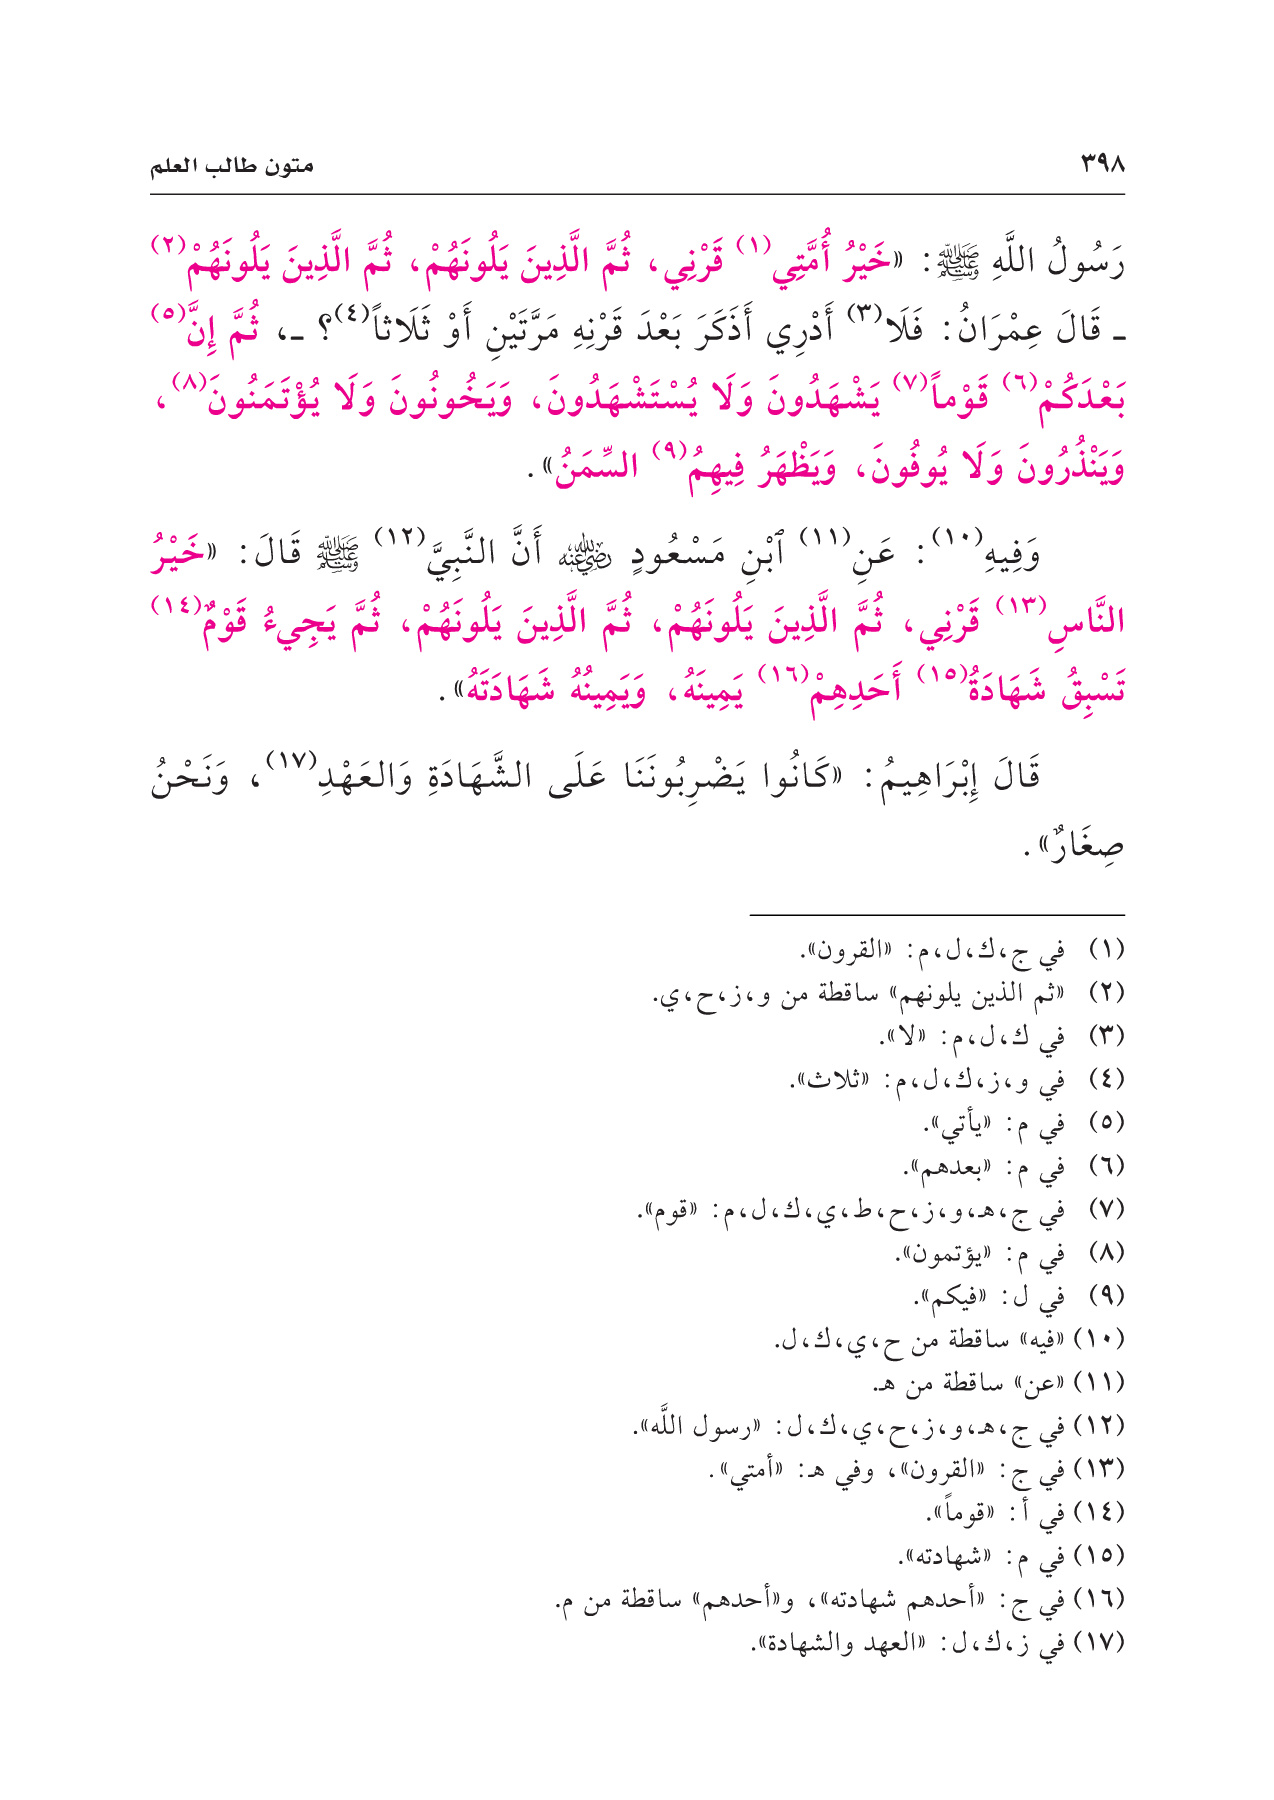 ٣٩٨
متون طالب العلم
رَسُولُ اللَّهِ ﷺ: «خَيْرُ أُمَّتِي(١) قَرْنِي، ثُمَّ الَّذِينَ يَلُونَهُمْ، ثُمَّ الَّذِينَ يَلُونَهُمْ(٢)
ـ قَالَ عِمْرَانُ: فَلَا(٣) أَدْرِي أَذَكَرَ بَعْدَ قَرْنِهِ مَرَّتَيْنِ أَوْ ثَلَاثاً(٤)؟ ـ، ثُمَّ إِنَّ(٥)
بَعْدَكُمْ(٦) قَوْماً(٧) يَشْهَدُونَ وَلَا يُسْتَشْهَدُونَ، وَيَخُونُونَ وَلَا يُؤْتَمَنُونَ(٨)،
وَيَنْذُرُونَ وَلَا يُوفُونَ، وَيَظْهَرُ فِيهِمُ(٩) السِّمَنُ».
وَفِيهِ(١٠): عَنِ(١١) ٱبْنِ مَسْعُودٍ رضي الله عنه أَنَّ النَّبِيَّ(١٢) ﷺ قَالَ: «خَيْرُ
النَّاسِ(١٣) قَرْنِي، ثُمَّ الَّذِينَ يَلُونَهُمْ، ثُمَّ الَّذِينَ يَلُونَهُمْ، ثُمَّ يَجِيءُ قَوْمٌ(١٤)
تَسْبِقُ شَهَادَةُ(١٥) أَحَدِهِمْ(١٦) يَمِينَهُ، وَيَمِينُهُ شَهَادَتَهُ».
قَالَ إِبْرَاهِيمُ: «كَانُوا يَضْرِبُونَنَا عَلَى الشَّهَادَةِ وَالعَهْدِ(١٧)، وَنَحْنُ
صِغَارٌ».
(١) في ج،ك،ل،م: «القرون».
(٢) «ثم الذين يلونهم» ساقطة من و،ز،ح،ي.
(٣) في ك،ل،م: «لا».
(٤) في و،ز،ك،ل،م: «ثلاث».
(٥) في م: «يأتي».
(٦) في م: «بعدهم».
(٧) في ج،هـ،و،ز،ح،ط،ي،ك،ل،م: «قوم».
(٨) في م: «يؤتمون».
(٩) في ل: «فيكم».
(١٠) «فيه» ساقطة من ح،ي،ك،ل.
(١١) «عن» ساقطة من هـ.
(١٢) في ج،هـ،و،ز،ح،ي،ك،ل: «رسول اللَّه».
(١٣) في ج: «القرون»، وفي هـ: «أمتي».
(١٤) في أ: «قوماً».
(١٥) في م: «شهادته».
(١٦) في ج: «أحدهم شهادته»، و«أحدهم» ساقطة من م.
(١٧) في ز،ك،ل: «العهد والشهادة».